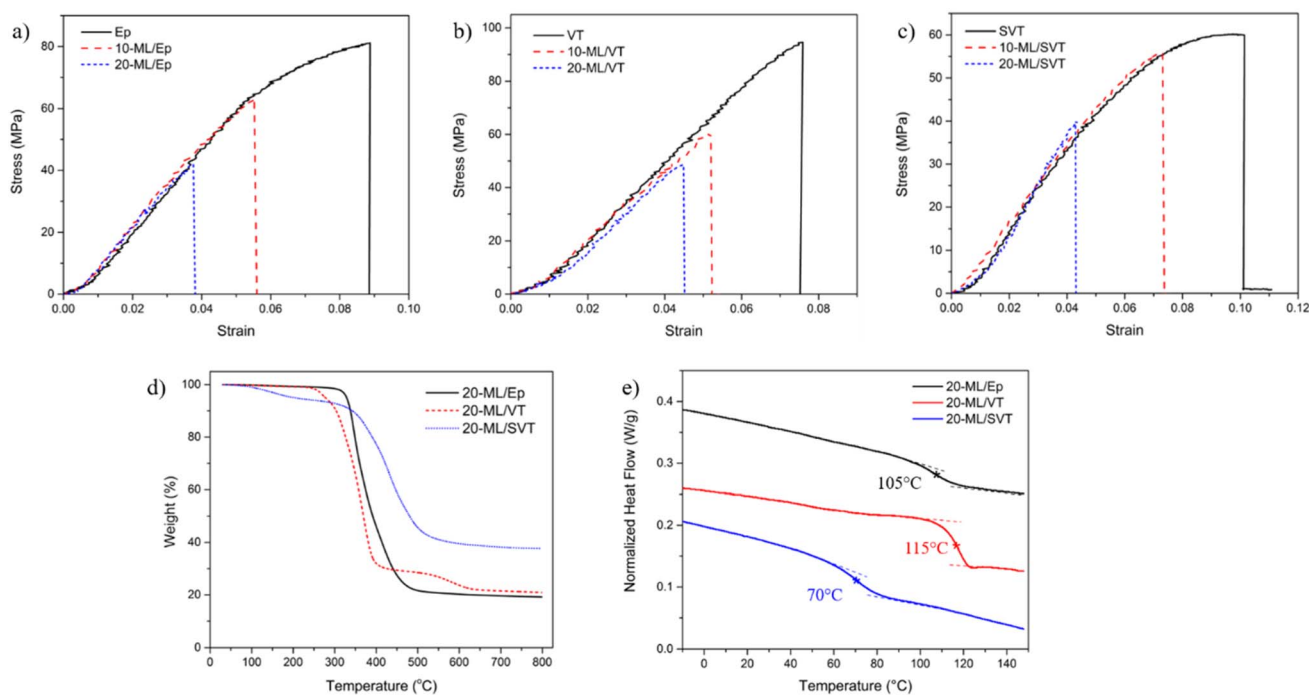 a)
Ep
10-ML/Ep
20-ML/Ep
80
60
40
20
0
Stress (MPa)
0.00 0.02 0.04 0.06 0.08 0.10
Strain
b)
VT
10-ML/VT
20-ML/VT
100
80
60
40
20
0
Stress (MPa)
0.00 0.02 0.04 0.06 0.08
Strain
c)
SVT
10-ML/SVT
20-ML/SVT
60
50
40
30
20
10
0
Stress (MPa)
0.00 0.02 0.04 0.06 0.08 0.10 0.12
Strain
d)
20-ML/Ep
20-ML/VT
20-ML/SVT
100
80
60
40
20
0
Weight (%)
0 100 200 300 400 500 600 700 800
Temperature (°C)
e)
20-ML/Ep
20-ML/VT
20-ML/SVT
0.4
0.3
0.2
0.1
0.0
Normalized Heat Flow (W/g)
105°C
115°C
70°C
0 20 40 60 80 100 120 140
Temperature (°C)